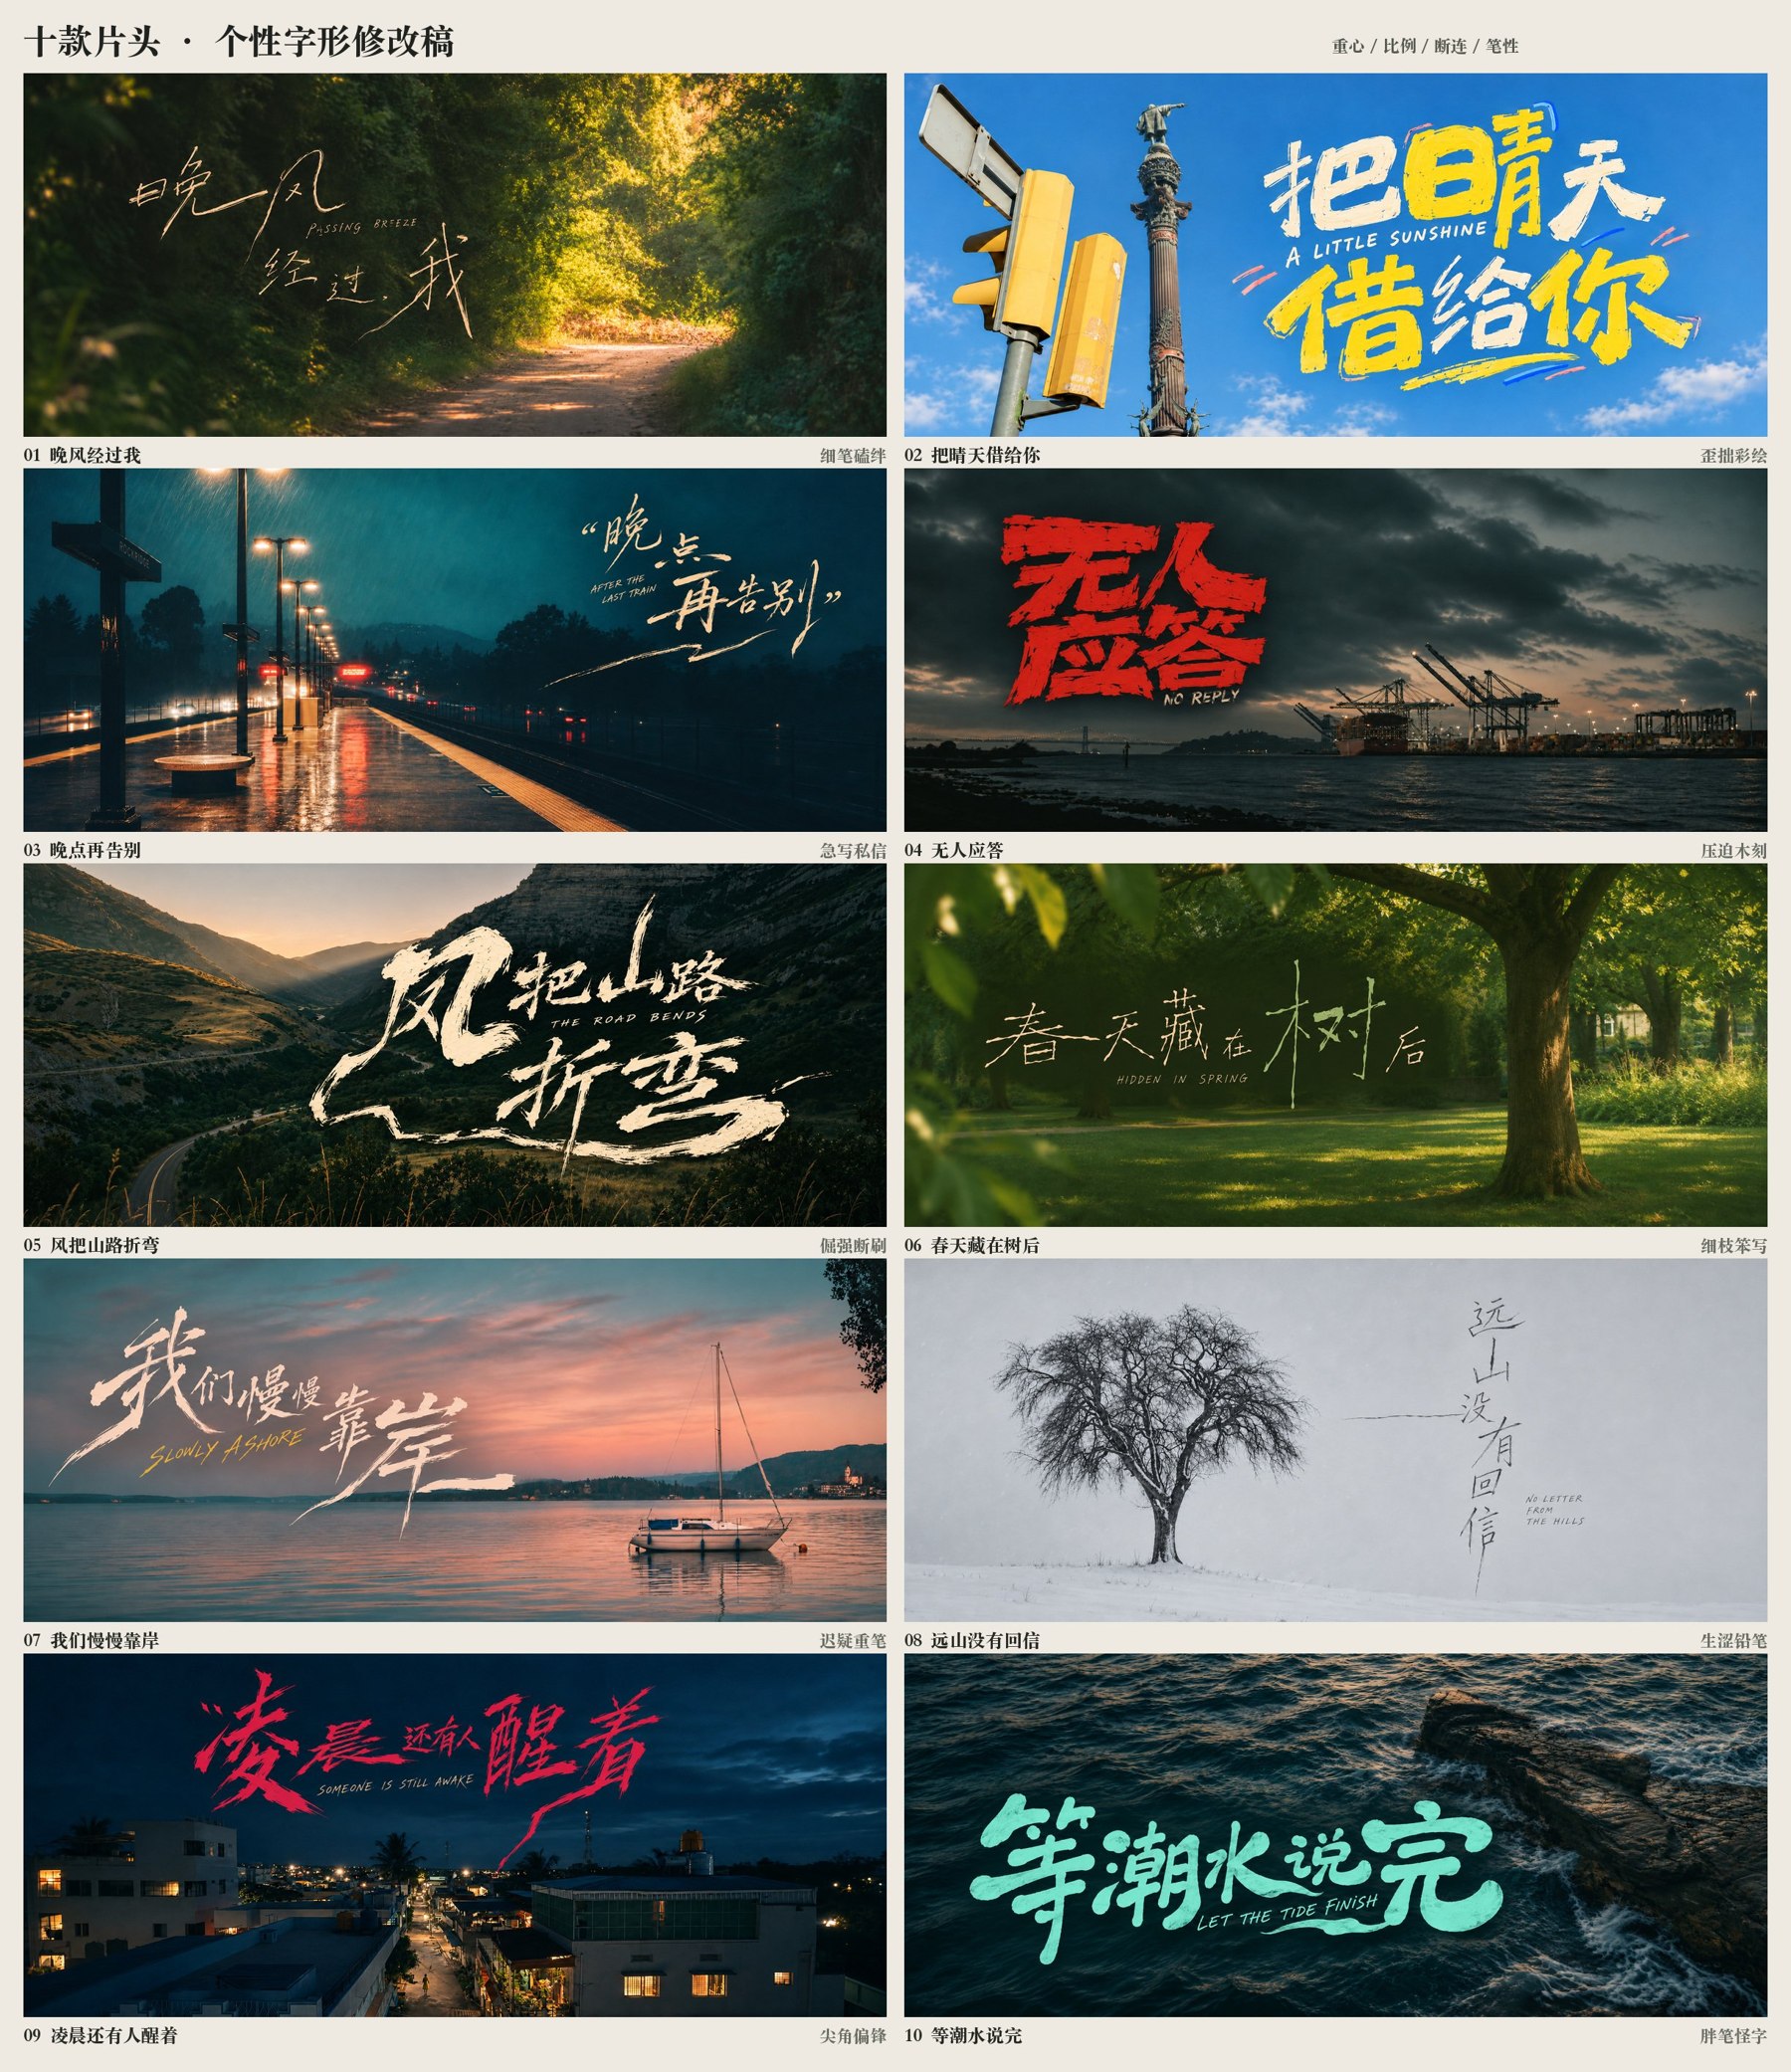 十款片头 · 个性字形修改稿
重心 / 比例 / 断连 / 笔性
晚风
PASSING BREEZE
经过我
01 晚风经过我
细笔磕绊
把晴天
A LITTLE SUNSHINE
借给你
02 把晴天借给你
歪拙彩绘
ROCKRIDGE
“晚点
AFTER THE
LAST TRAIN
再告别”
03 晚点再告别
急写私信
无人
应答
NO REPLY
04 无人应答
压迫木刻
风把山路
THE ROAD BENDS
折弯
05 风把山路折弯
倔强断刷
春天藏在树后
HIDDEN IN SPRING
06 春天藏在树后
细枝笨写
我们慢慢靠岸
SLOWLY ASHORE
07 我们慢慢靠岸
迟疑重笔
远山没有回信
NO LETTER
FROM
THE HILLS
08 远山没有回信
生涩铅笔
凌晨还有人醒着
SOMEONE IS STILL AWAKE
09 凌晨还有人醒着
尖角偏锋
等潮水说完
LET THE TIDE FINISH
10 等潮水说完
胖笔怪字